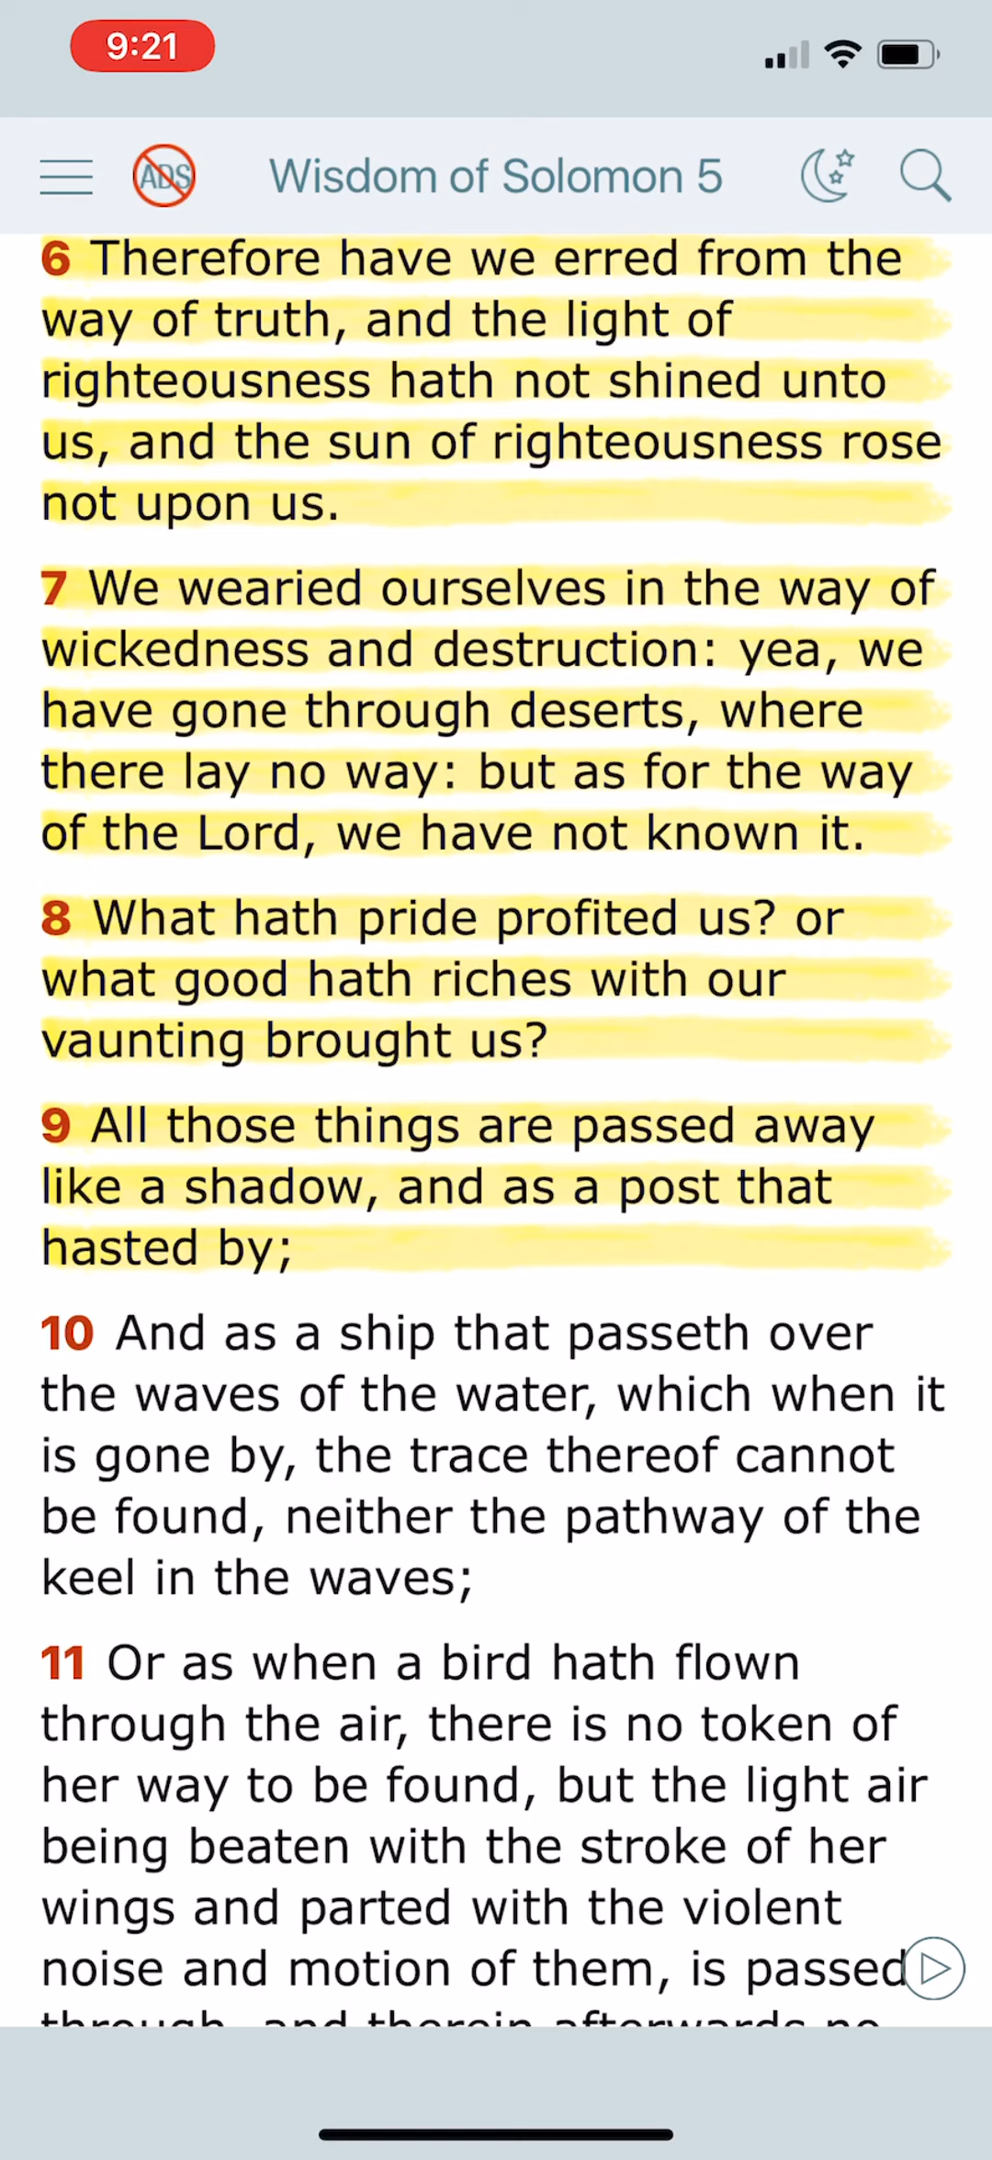 9:21
ADS
Wisdom of Solomon 5
6 Therefore have we erred from the
way of truth, and the light of
righteousness hath not shined unto
us, and the sun of righteousness rose
not upon us.
7 We wearied ourselves in the way of
wickedness and destruction: yea, we
have gone through deserts, where
there lay no way: but as for the way
of the Lord, we have not known it.
8 What hath pride profited us? or
what good hath riches with our
vaunting brought us?
9 All those things are passed away
like a shadow, and as a post that
hasted by;
10 And as a ship that passeth over
the waves of the water, which when it
is gone by, the trace thereof cannot
be found, neither the pathway of the
keel in the waves;
11 Or as when a bird hath flown
through the air, there is no token of
her way to be found, but the light air
being beaten with the stroke of her
wings and parted with the violent
noise and motion of them, is passed
through, and therein afterwards no